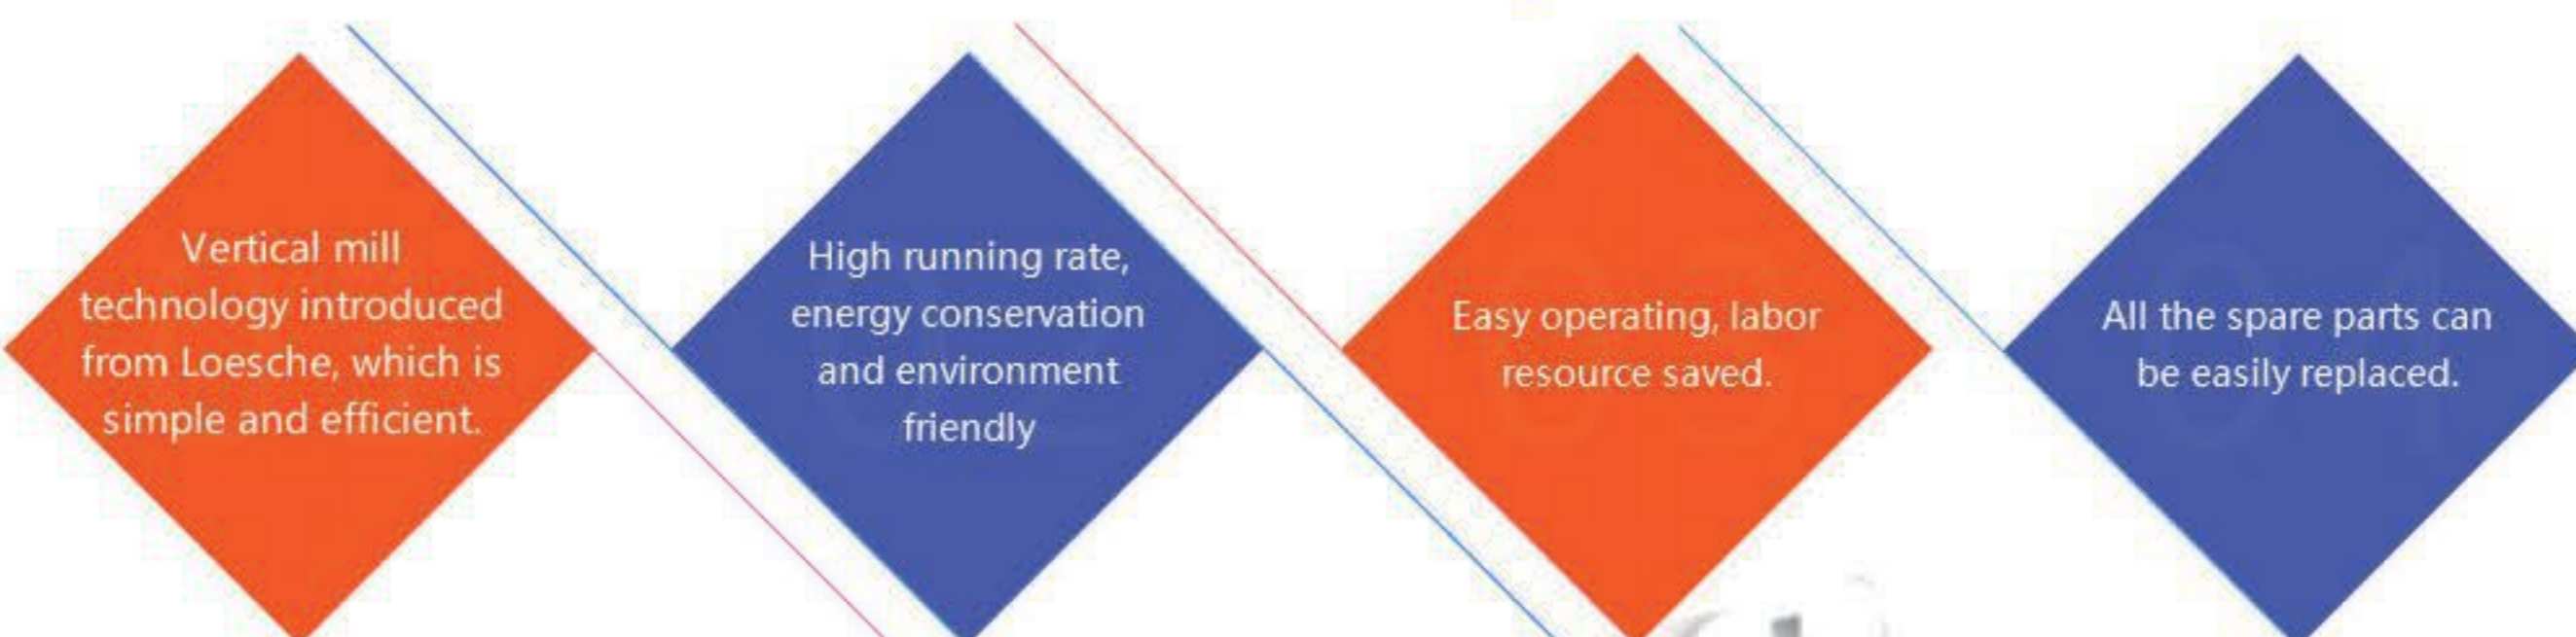 Vertical mill
technology introduced
from Loesche, which is
simple and efficient.
High running rate,
energy conservation
and environment
friendly
Easy operating, labor
resource saved.
All the spare parts can
be easily replaced.